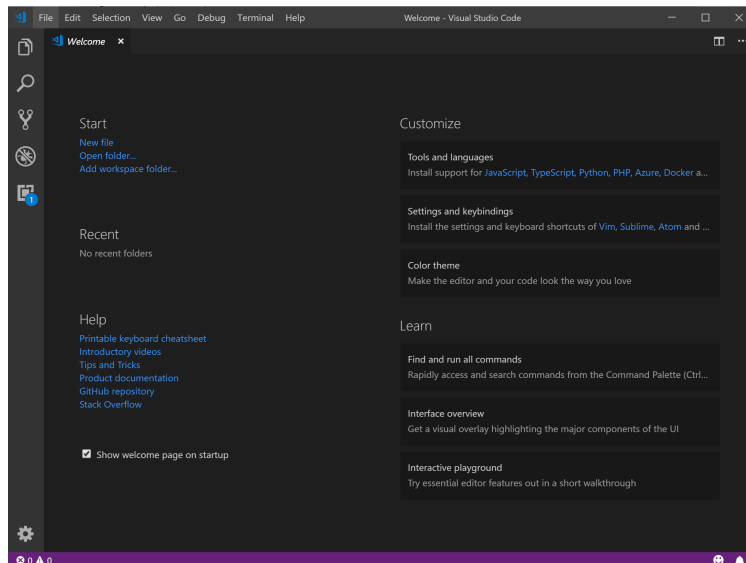 File Edit Selection View Go Debug Terminal Help Welcome - Visual Studio Code
Welcome
Start
New file
Open folder...
Add workspace folder...
Recent
No recent folders
Help
Printable keyboard cheatsheet
Introductory videos
Tips and Tricks
Product documentation
GitHub repository
Stack Overflow
Show welcome page on startup
Customize
Tools and languages
Install support for JavaScript, TypeScript, Python, PHP, Azure, Docker a...
Settings and keybindings
Install the settings and keyboard shortcuts of Vim, Sublime, Atom and ...
Color theme
Make the editor and your code look the way you love
Learn
Find and run all commands
Rapidly access and search commands from the Command Palette (Ctrl...
Interface overview
Get a visual overlay highlighting the major components of the UI
Interactive playground
Try essential editor features out in a short walkthrough
1
0 0